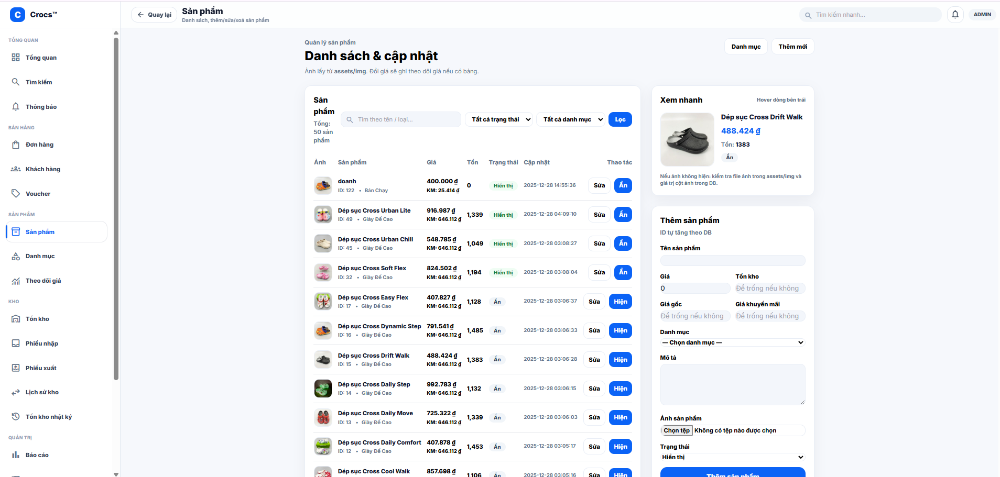 C Crocs™
Quay lại
Sản phẩm
Danh sách, thêm/sửa/xoá sản phẩm
Tìm kiếm nhanh...
ADMIN
TỔNG QUAN
Tổng quan
Tìm kiếm
Thông báo
BÁN HÀNG
Đơn hàng
Khách hàng
Voucher
SẢN PHẨM
Sản phẩm
Danh mục
Theo dõi giá
KHO
Tồn kho
Phiếu nhập
Phiếu xuất
Lịch sử kho
Tồn kho nhật ký
QUẢN TRỊ
Báo cáo
Quản lý sản phẩm
Danh sách & cập nhật
Ảnh lấy từ assets/img. Đổi giá sẽ ghi theo dõi giá nếu có bảng.
Danh mục
Thêm mới
Sản
phẩm
Tổng:
50 sản
phẩm
Tìm theo tên / loại...
Tất cả trạng thái
Tất cả danh mục
Lọc
Ảnh Sản phẩm Giá Tồn Trạng thái Cập nhật Thao tác
doanh 400.000 ₫ 0 Hiển thị 2025-12-28 14:55:36 Sửa Ẩn
ID: 122 • Bán Chạy KM: 25.414 ₫
Dép sục Cross Urban Lite 916.987 ₫ 1,339 Hiển thị 2025-12-28 04:09:10 Sửa Ẩn
ID: 49 • Giày Đế Cao KM: 646.112 ₫
Dép sục Cross Urban Chill 548.785 ₫ 1,049 Hiển thị 2025-12-28 03:08:27 Sửa Ẩn
ID: 45 • Giày Đế Cao KM: 646.112 ₫
Dép sục Cross Soft Flex 824.502 ₫ 1,194 Hiển thị 2025-12-28 03:08:04 Sửa Ẩn
ID: 32 • Giày Đế Cao KM: 646.112 ₫
Dép sục Cross Easy Flex 407.827 ₫ 1,128 Ẩn 2025-12-28 03:06:37 Sửa Hiện
ID: 17 • Giày Đế Cao KM: 646.112 ₫
Dép sục Cross Dynamic Step 791.541 ₫ 1,485 Ẩn 2025-12-28 03:06:33 Sửa Hiện
ID: 16 • Giày Đế Cao KM: 646.112 ₫
Dép sục Cross Drift Walk 488.424 ₫ 1,383 Ẩn 2025-12-28 03:06:28 Sửa Hiện
ID: 15 • Giày Đế Cao KM: 646.112 ₫
Dép sục Cross Daily Step 992.783 ₫ 1,132 Ẩn 2025-12-28 03:06:15 Sửa Hiện
ID: 14 • Giày Đế Cao KM: 646.112 ₫
Dép sục Cross Daily Move 725.322 ₫ 1,339 Ẩn 2025-12-28 03:06:03 Sửa Hiện
ID: 13 • Giày Đế Cao KM: 646.112 ₫
Dép sục Cross Daily Comfort 407.878 ₫ 1,453 Ẩn 2025-12-28 03:05:17 Sửa Hiện
ID: 12 • Giày Đế Cao KM: 646.112 ₫
Dép sục Cross Cool Walk 857.698 ₫ 1,106 Ẩn 2025-12-28 03:05:16 Sửa Hiện
Xem nhanh
Hover dòng bên trái
Dép sục Cross Drift Walk
488.424 ₫
Tồn: 1383
Ẩn
Nếu ảnh không hiện: kiểm tra file ảnh trong assets/img và
giá trị cột ảnh trong DB.
Thêm sản phẩm
ID tự tăng theo DB
Tên sản phẩm
Giá Tồn kho
0 Để trống nếu không
Giá gốc Giá khuyến mãi
Để trống nếu không Để trống nếu không
Danh mục
— Chọn danh mục —
Mô tả
Ảnh sản phẩm
Chọn tệp Không có tệp nào được chọn
Trạng thái
Hiển thị
Thêm sản phẩm